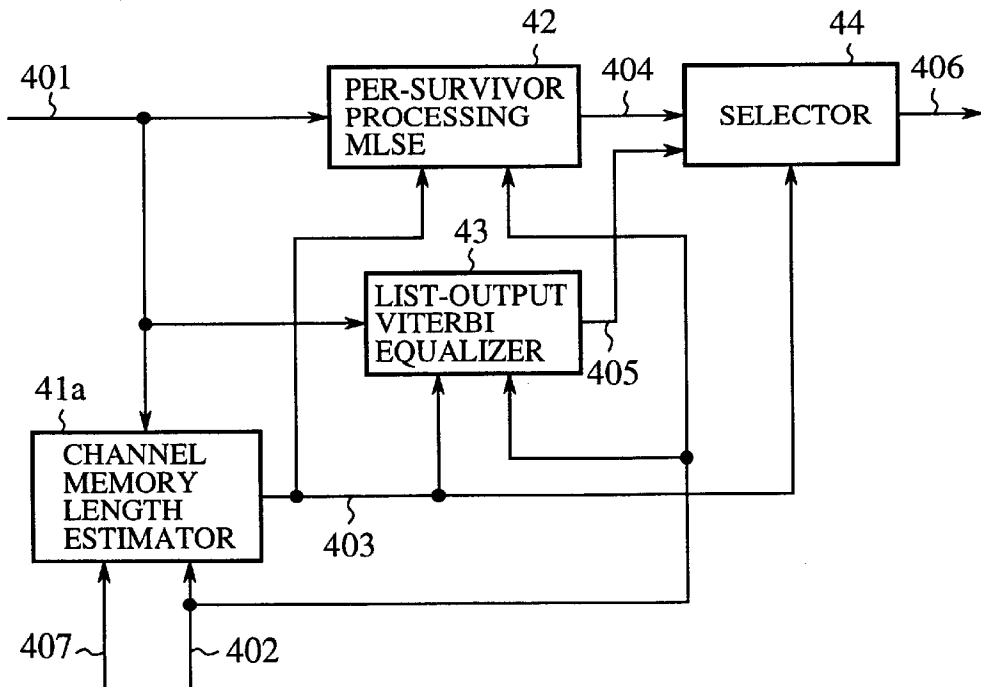 42
44
401
404
406
PER-SURVIVOR
PROCESSING
MLSE
SELECTOR
43
LIST-OUTPUT
VITERBI
EQUALIZER
405
41a
CHANNEL
MEMORY
LENGTH
ESTIMATOR
403
407
402